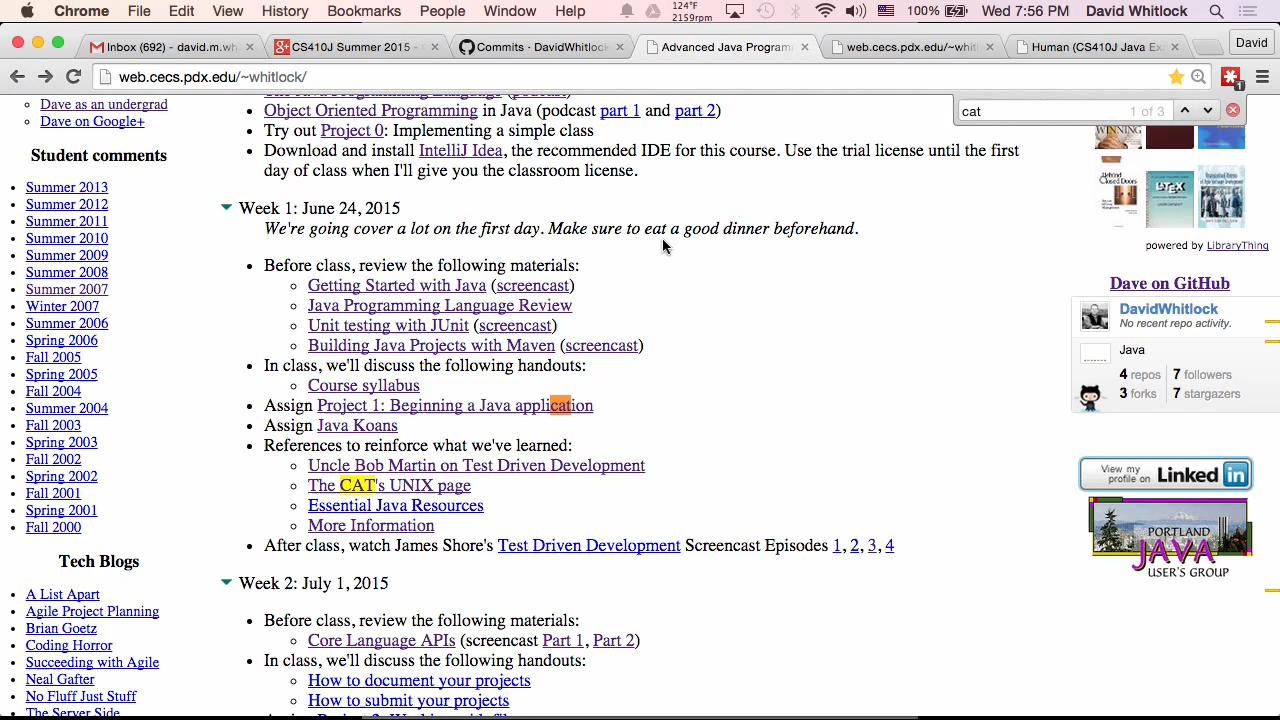 Chrome File Edit View History Bookmarks People Window Help 124°F 2159rpm 100% Wed 7:56 PM David Whitlock
Inbox (692) - david.m.wh
CS410J Summer 2015 -
Commits · DavidWhitlock
Advanced Java Program
web.cecs.pdx.edu/~whit
Human (CS410J Java Ex
David
web.cecs.pdx.edu/~whitlock/
1
cat 1 of 3
Dave as an undergrad
Dave on Google+
Student comments
Summer 2013
Summer 2012
Summer 2011
Summer 2010
Summer 2009
Summer 2008
Summer 2007
Winter 2007
Summer 2006
Spring 2006
Fall 2005
Spring 2005
Fall 2004
Summer 2004
Fall 2003
Spring 2003
Fall 2002
Spring 2002
Fall 2001
Spring 2001
Fall 2000
Tech Blogs
A List Apart
Agile Project Planning
Brian Goetz
Coding Horror
Succeeding with Agile
Neal Gafter
No Fluff Just Stuff
The Server Side
Object Oriented Programming in Java (podcast part 1 and part 2)
Try out Project 0: Implementing a simple class
Download and install IntelliJ Idea, the recommended IDE for this course. Use the trial license until the first
day of class when I'll give you the classroom license.
Week 1: June 24, 2015
We're going cover a lot on the first day. Make sure to eat a good dinner beforehand.
Before class, review the following materials:
Getting Started with Java (screencast)
Java Programming Language Review
Unit testing with JUnit (screencast)
Building Java Projects with Maven (screencast)
In class, we'll discuss the following handouts:
Course syllabus
Assign Project 1: Beginning a Java application
Assign Java Koans
References to reinforce what we've learned:
Uncle Bob Martin on Test Driven Development
The CAT's UNIX page
Essential Java Resources
More Information
After class, watch James Shore's Test Driven Development Screencast Episodes 1, 2, 3, 4
Week 2: July 1, 2015
Before class, review the following materials:
Core Language APIs (screencast Part 1, Part 2)
In class, we'll discuss the following handouts:
How to document your projects
How to submit your projects
WINNING
LATEX
powered by LibraryThing
Dave on GitHub
DavidWhitlock
No recent repo activity.
Java
4 repos 7 followers
3 forks 7 stargazers
View my profile on LinkedIn
PORTLAND
JAVA
USER'S GROUP